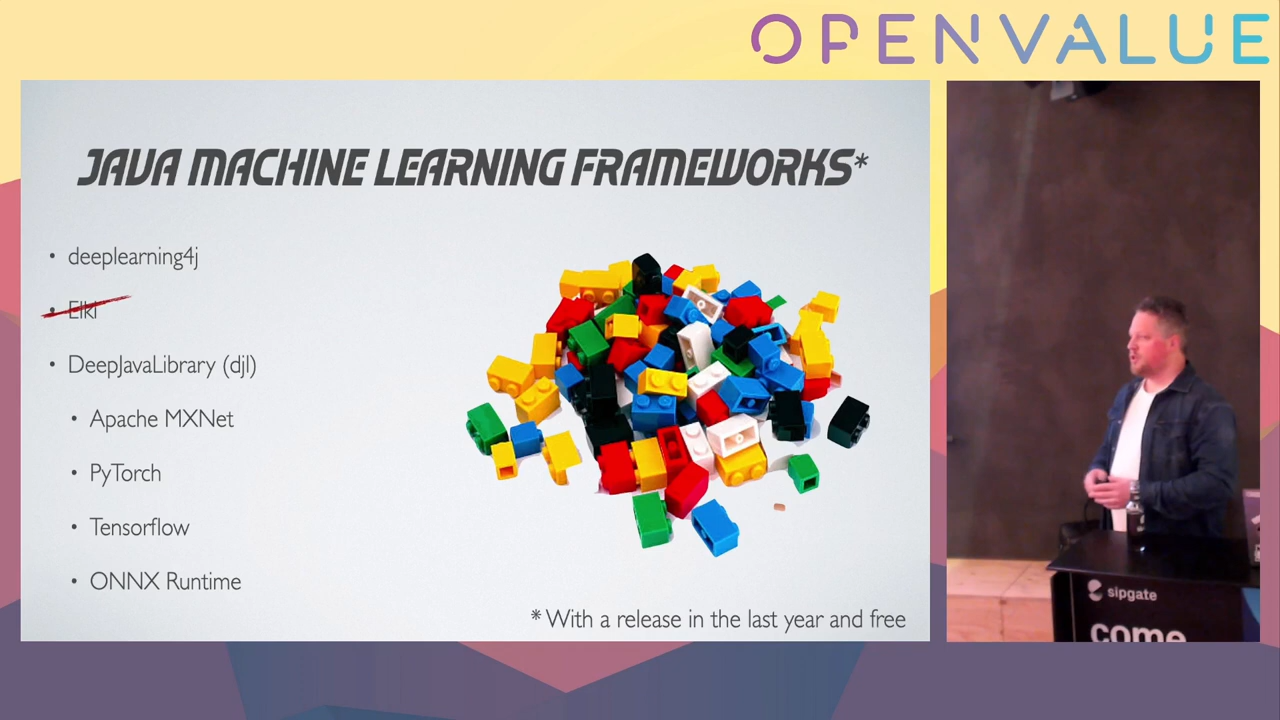 OPENVALUE
JAVA MACHINE LEARNING FRAMEWORKS*
• deeplearning4j
• Elki
• DeepJavaLibrary (djl)
• Apache MXNet
• PyTorch
• Tensorflow
• ONNX Runtime
* With a release in the last year and free
sipgate
come